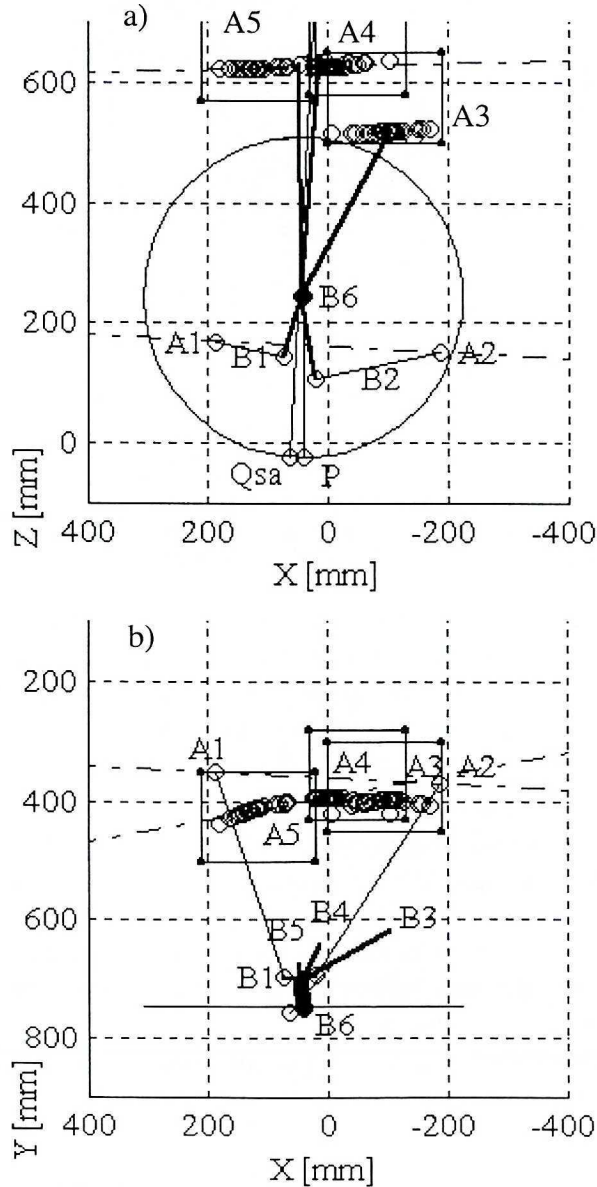 a)
A5 A4
600
A3
400
B6
200
A1 B1 B2 A2
0
Qsa P
Z [mm]
400 200 0 -200 -400
X [mm]
b)
200
A1 A4 A3 A2
400
A5
600
B5 B4 B3
B1
B6
800
Y [mm]
400 200 0 -200 -400
X [mm]